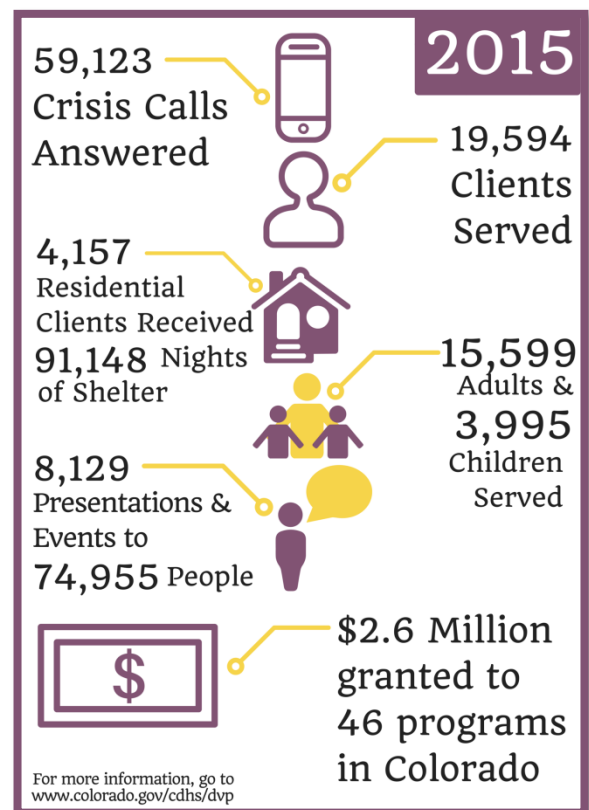 2015
59,123
Crisis Calls
Answered
19,594
Clients
Served
4,157
Residential
Clients Received
91,148 Nights
of Shelter
15,599
Adults &
3,995
Children
Served
8,129
Presentations &
Events to
74,955 People
$
$2.6 Million
granted to
46 programs
in Colorado
For more information, go to
www.colorado.gov/cdhs/dvp